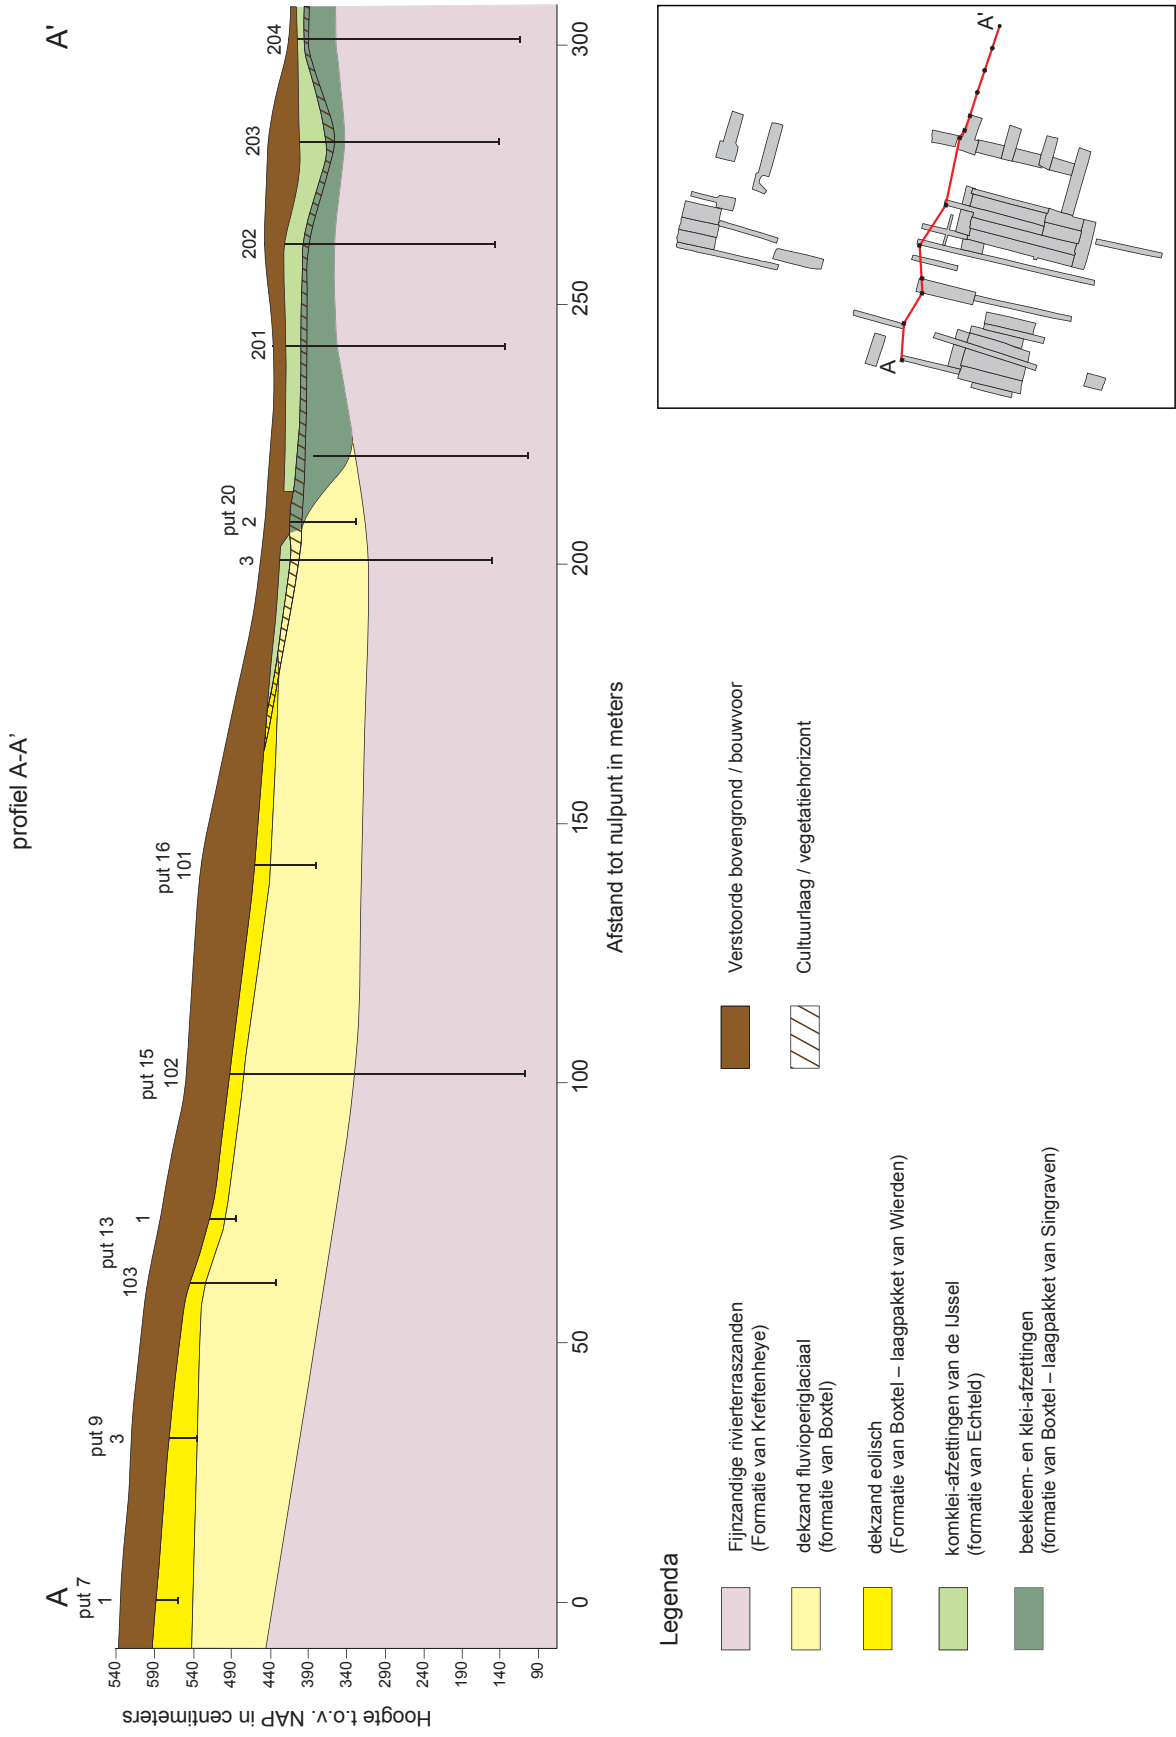 profiel A-A'
A
A'
put 7
1
put 9
3
put 13
103
1
put 15
102
put 16
101
put 20
3
2
201
202
203
204
540
590
540
490
440
390
340
290
240
190
140
90
Hoogte t.o.v. NAP in centimeters
0
50
100
150
200
250
300
Afstand tot nulpunt in meters
Legenda
Fijnzandige rivierterraszanden
(Formatie van Kreftenheye)
dekzand fluvioperiglaciaal
(formatie van Boxtel)
dekzand eolisch
(Formatie van Boxtel – laagpakket van Wierden)
komklei-afzettingen van de IJssel
(formatie van Echteld)
beekleem- en klei-afzettingen
(formatie van Boxtel – laagpakket van Singraven)
Verstoorde bovengrond / bouwvoor
Cultuurlaag / vegetatiehorizont
A
A'